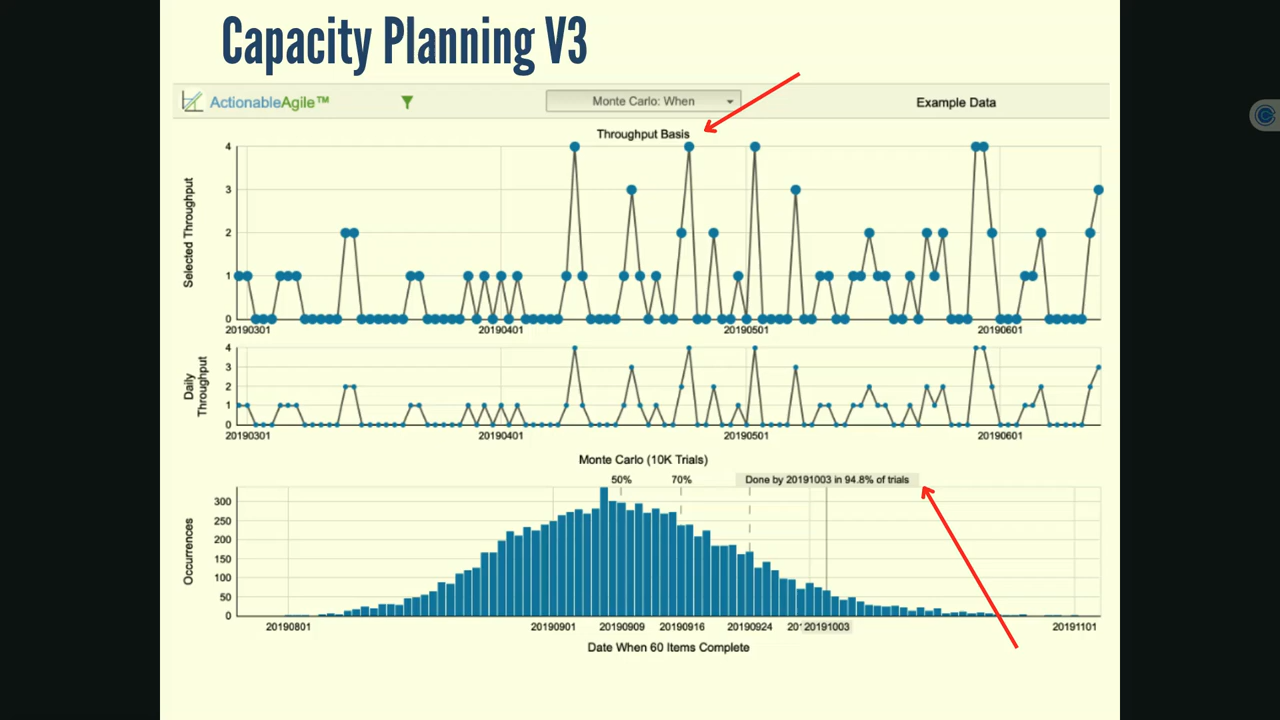 Capacity Planning V3
ActionableAgile™
Monte Carlo: When
Example Data
Throughput Basis
Selected Throughput
4
3
2
1
0
20190301
20190401
20190501
20190601
Daily
Throughput
4
3
2
1
0
20190301
20190401
20190501
20190601
Monte Carlo (10K Trials)
50%
70%
Done by 20191003 in 94.8% of trials
Occurrences
300
250
200
150
100
50
0
20190801
20190901
20190909
20190916
20190924
20191003
20191101
Date When 60 Items Complete